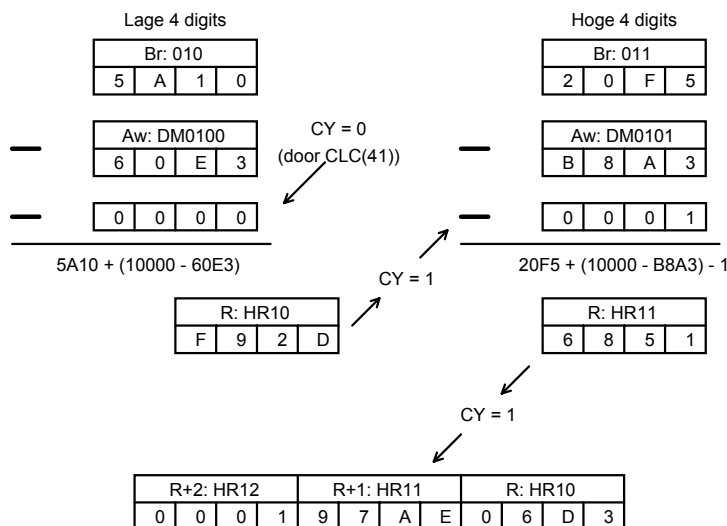 Lage 4 digits Hoge 4 digits
Br: 010 Br: 011
5 A 1 0 2 0 F 5
Aw: DM0100 CY = 0 Aw: DM0101
— 6 0 E 3 (door CLC(41)) — B 8 A 3
— 0 0 0 0 — 0 0 0 1
5A10 + (10000 - 60E3) 20F5 + (10000 - B8A3) - 1
CY = 1
R: HR10 R: HR11
F 9 2 D 6 8 5 1
CY = 1
R+2: HR12 R+1: HR11 R: HR10
0 0 0 1 9 7 A E 0 6 D 3